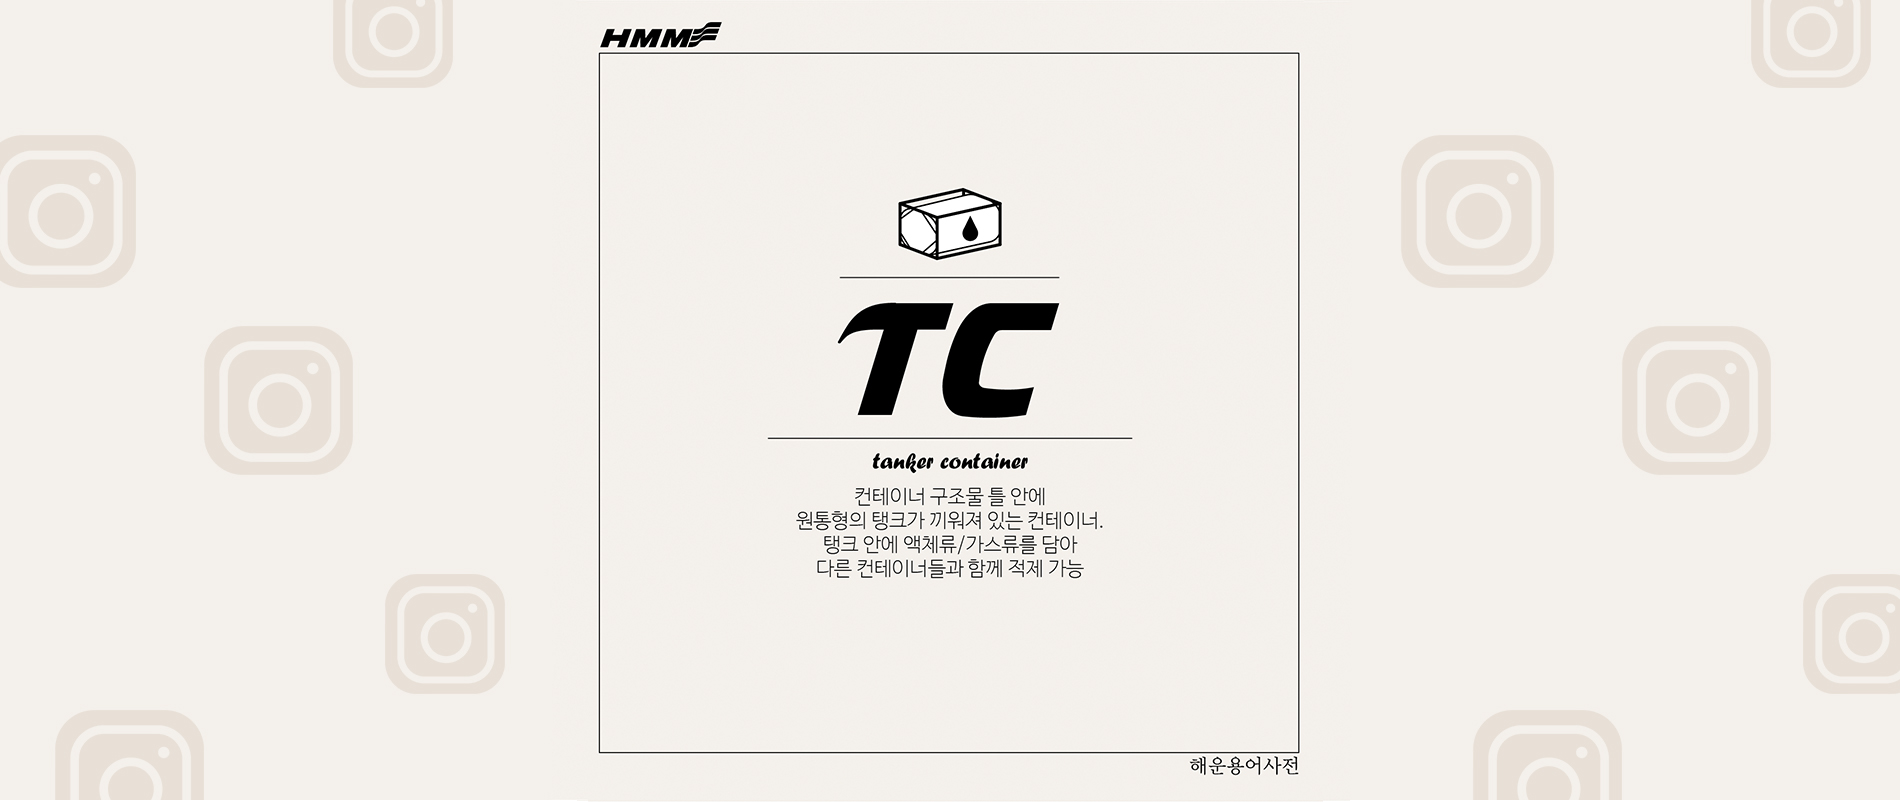 HMM
TC
tanker container
컨테이너 구조물 틀 안에
원통형의 탱크가 끼워져 있는 컨테이너.
탱크 안에 액체류/가스류를 담아
다른 컨테이너들과 함께 적제 가능
해운용어사전